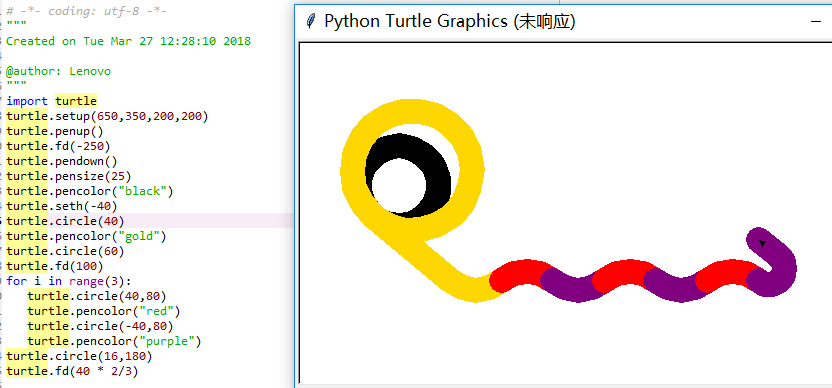 # -*- coding: utf-8 -*-
"""
Created on Tue Mar 27 12:28:10 2018
@author: Lenovo
"""
import turtle
turtle.setup(650,350,200,200)
turtle.penup()
turtle.fd(-250)
turtle.pendown()
turtle.pensize(25)
turtle.pencolor("black")
turtle.seth(-40)
turtle.circle(40)
turtle.pencolor("gold")
turtle.circle(60)
turtle.fd(100)
for i in range(3):
    turtle.circle(40,80)
    turtle.pencolor("red")
    turtle.circle(-40,80)
    turtle.pencolor("purple")
turtle.circle(16,180)
turtle.fd(40 * 2/3)
Python Turtle Graphics (未响应)